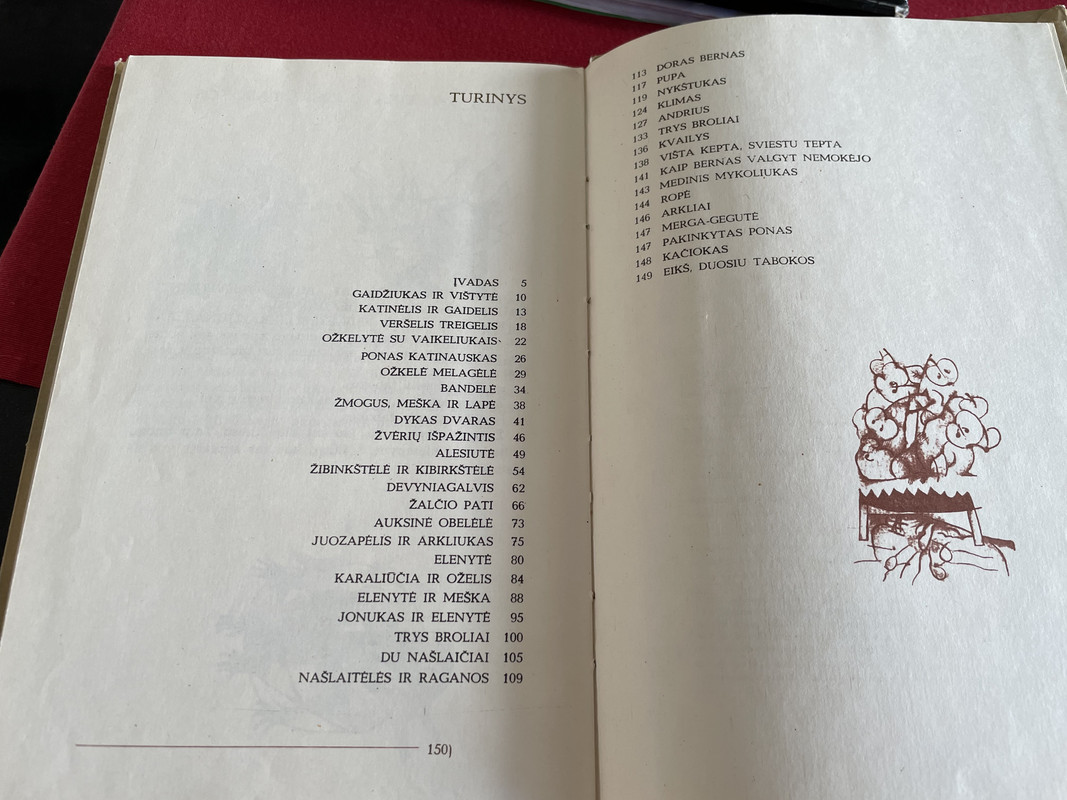 TURINYS
ĮVADAS 5
GAIDŽIUKAS IR VIŠTYTĖ 10
KATINĖLIS IR GAIDELIS 13
VERŠELIS TREIGELIS 18
OŽKELYTĖ SU VAIKELIUKAIS 22
PONAS KATINAUSKAS 26
OŽKELĖ MELAGĖLĖ 29
BANDELĖ 34
ŽMOGUS, MEŠKA IR LAPĖ 38
DYKAS DVARAS 41
ŽVĖRIŲ IŠPAŽINTIS 46
ALESIUTĖ 49
ŽIBINKŠTĖLĖ IR KIBIRKŠTĖLĖ 54
DEVYNIAGALVIS 62
ŽALČIO PATI 66
AUKSINĖ OBELĖLĖ 73
JUOZAPĖLIS IR ARKLIUKAS 75
ELENYTĖ 80
KARALIŪČIA IR OŽELIS 84
ELENYTĖ IR MEŠKA 88
JONUKAS IR ELENYTĖ 95
TRYS BROLIAI 100
DU NAŠLAIČIAI 105
NAŠLAITĖLĖS IR RAGANOS 109
150)
113 DORAS BERNAS
117 PUPA
119 NYKŠTUKAS
124 KLIMAS
127 ANDRIUS
133 TRYS BROLIAI
136 KVAILYS
138 VIŠTA KEPTA, SVIESTU TEPTA
141 KAIP BERNAS VALGYT NEMOKĖJO
143 MEDINIS MYKOLIUKAS
144 ROPĖ
146 ARKLIAI
147 MERGA-GEGUTĖ
147 PAKINKYTAS PONAS
148 KAČIOKAS
149 EIKŠ, DUOSIU TABOKOS